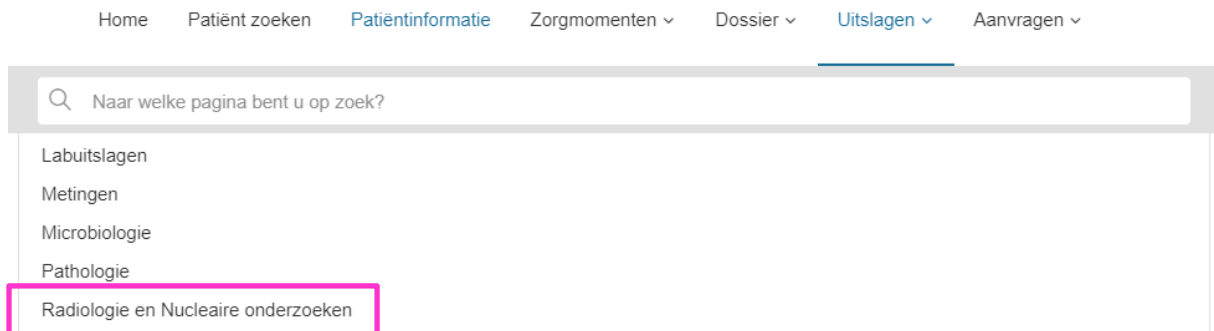 Home Patiënt zoeken Patiëntinformatie Zorgmomenten Dossier Uitslagen Aanvragen
Naar welke pagina bent u op zoek?
Labuitslagen
Metingen
Microbiologie
Pathologie
Radiologie en Nucleaire onderzoeken